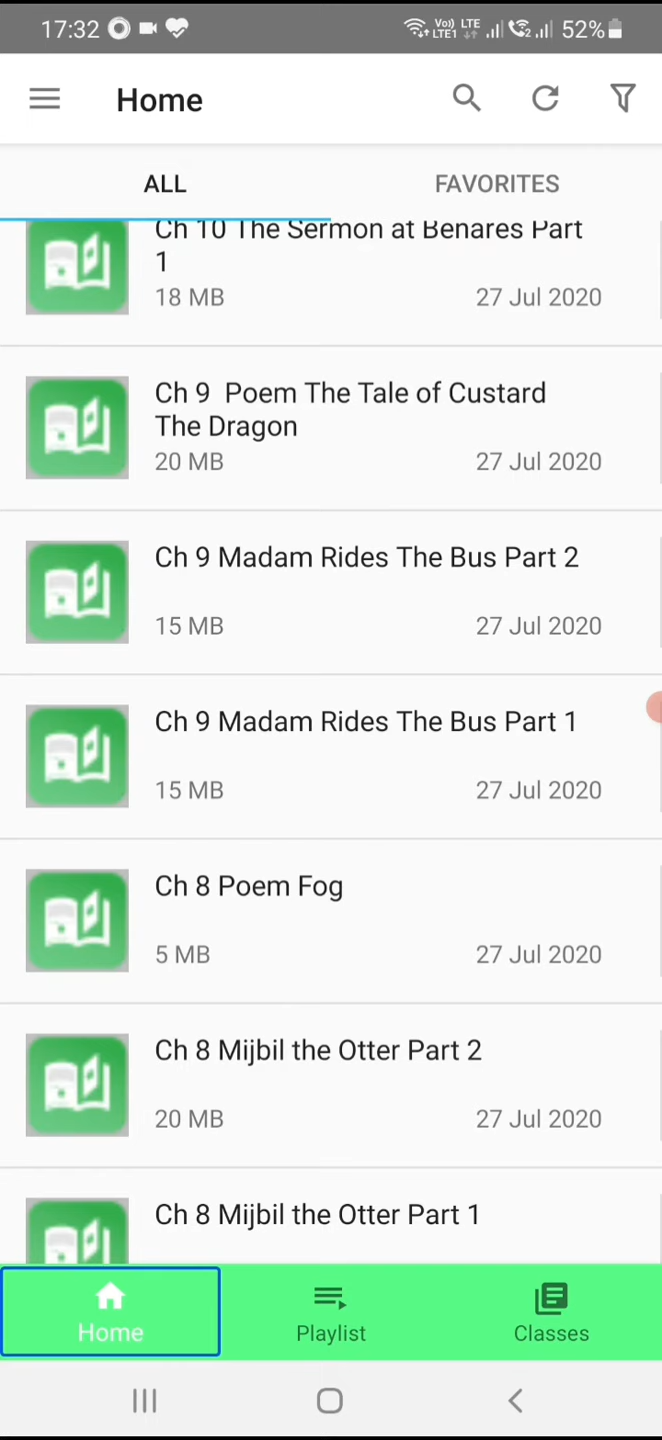 17:32
Vo)) LTE
LTE1
2
52%
Home
ALL
FAVORITES
Ch 10 The Sermon at Benares Part
1
18 MB
27 Jul 2020
Ch 9 Poem The Tale of Custard
The Dragon
20 MB
27 Jul 2020
Ch 9 Madam Rides The Bus Part 2
15 MB
27 Jul 2020
Ch 9 Madam Rides The Bus Part 1
15 MB
27 Jul 2020
Ch 8 Poem Fog
5 MB
27 Jul 2020
Ch 8 Mijbil the Otter Part 2
20 MB
27 Jul 2020
Ch 8 Mijbil the Otter Part 1
Home
Playlist
Classes